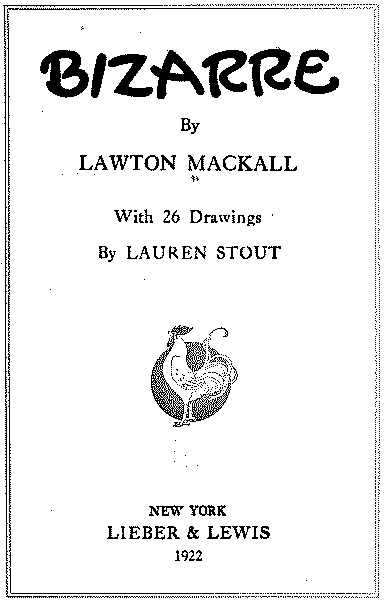 BIZARRE
By
LAWTON MACKALL
With 26 Drawings
By LAUREN STOUT
NEW YORK
LIEBER & LEWIS
1922